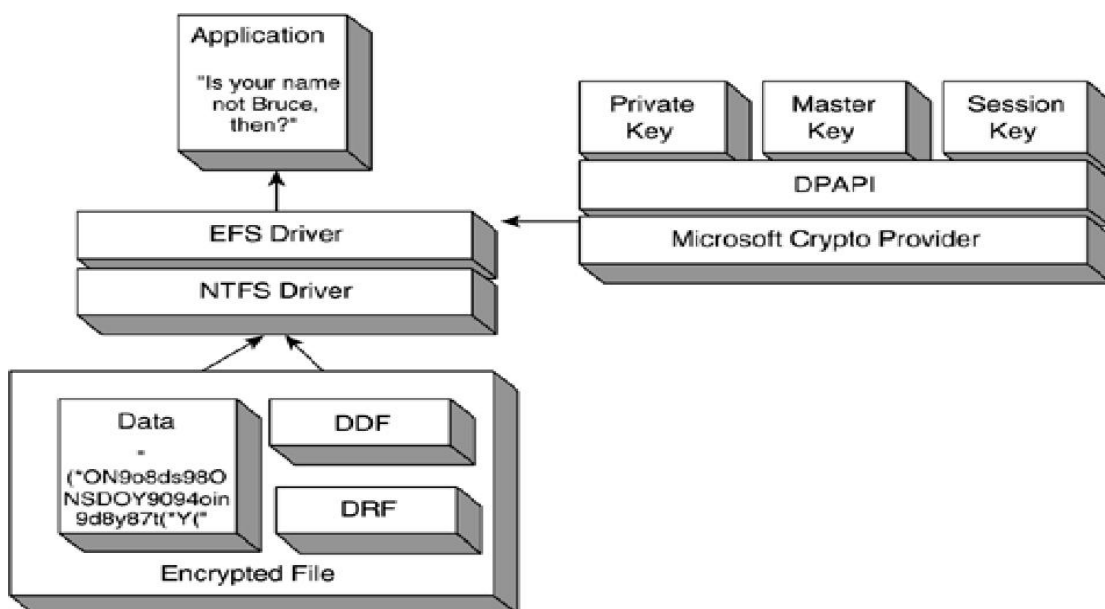 Application
"Is your name
not Bruce,
then?"
Private
Key
Master
Key
Session
Key
DPAPI
Microsoft Crypto Provider
EFS Driver
NTFS Driver
Data
"
(*ON9o8ds98O
NSDOY9094oin
9d8y87t(*Y("
DDF
DRF
Encrypted File